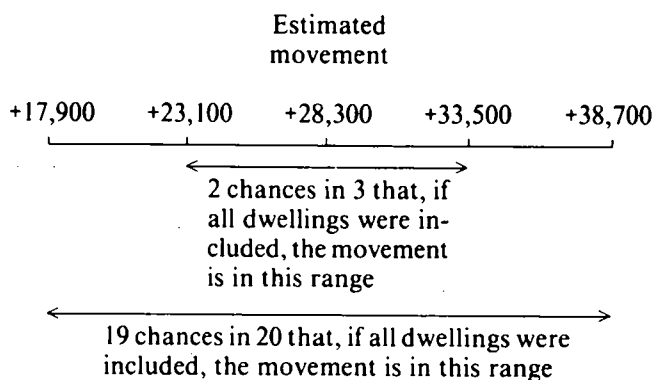 Estimated
movement
+17,900 +23,100 +28,300 +33,500 +38,700
2 chances in 3 that, if
all dwellings were in-
cluded, the movement
is in this range
19 chances in 20 that, if all dwellings were
included, the movement is in this range